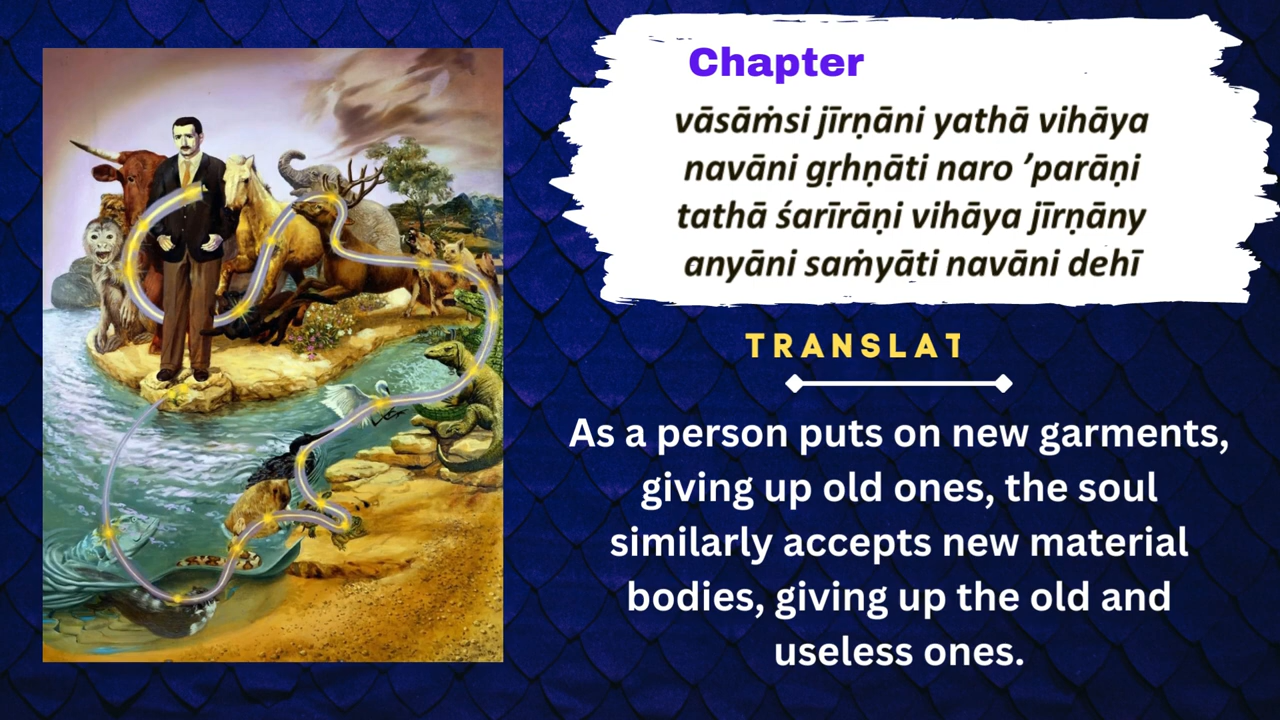 Chapter
vāsāṁsi jīrṇāni yathā vihāya
navāni gṛhṇāti naro ’parāṇi
tathā śarīrāṇi vihāya jīrṇāny
anyāni saṁyāti navāni dehī
TRANSLAT
As a person puts on new garments,
giving up old ones, the soul
similarly accepts new material
bodies, giving up the old and
useless ones.